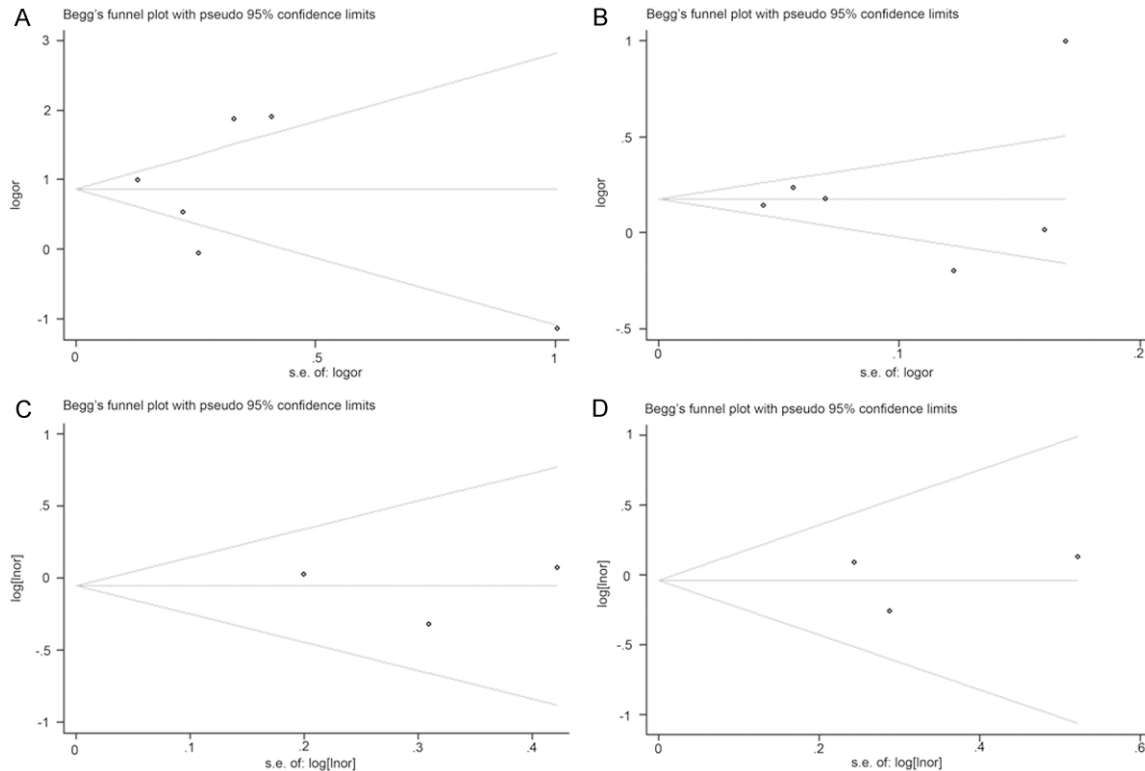 A
Begg's funnel plot with pseudo 95% confidence limits
3
2
1
0
-1
logor
0 .5 1
s.e. of: logor
B
Begg's funnel plot with pseudo 95% confidence limits
1
.5
0
-.5
logor
0 .1 .2
s.e. of: logor
C
Begg's funnel plot with pseudo 95% confidence limits
1
.5
0
-.5
-1
log[lnor]
0 .1 .2 .3 .4
s.e. of: log[lnor]
D
Begg's funnel plot with pseudo 95% confidence limits
1
.5
0
-.5
-1
log[lnor]
0 .2 .4 .6
s.e. of: log[lnor]